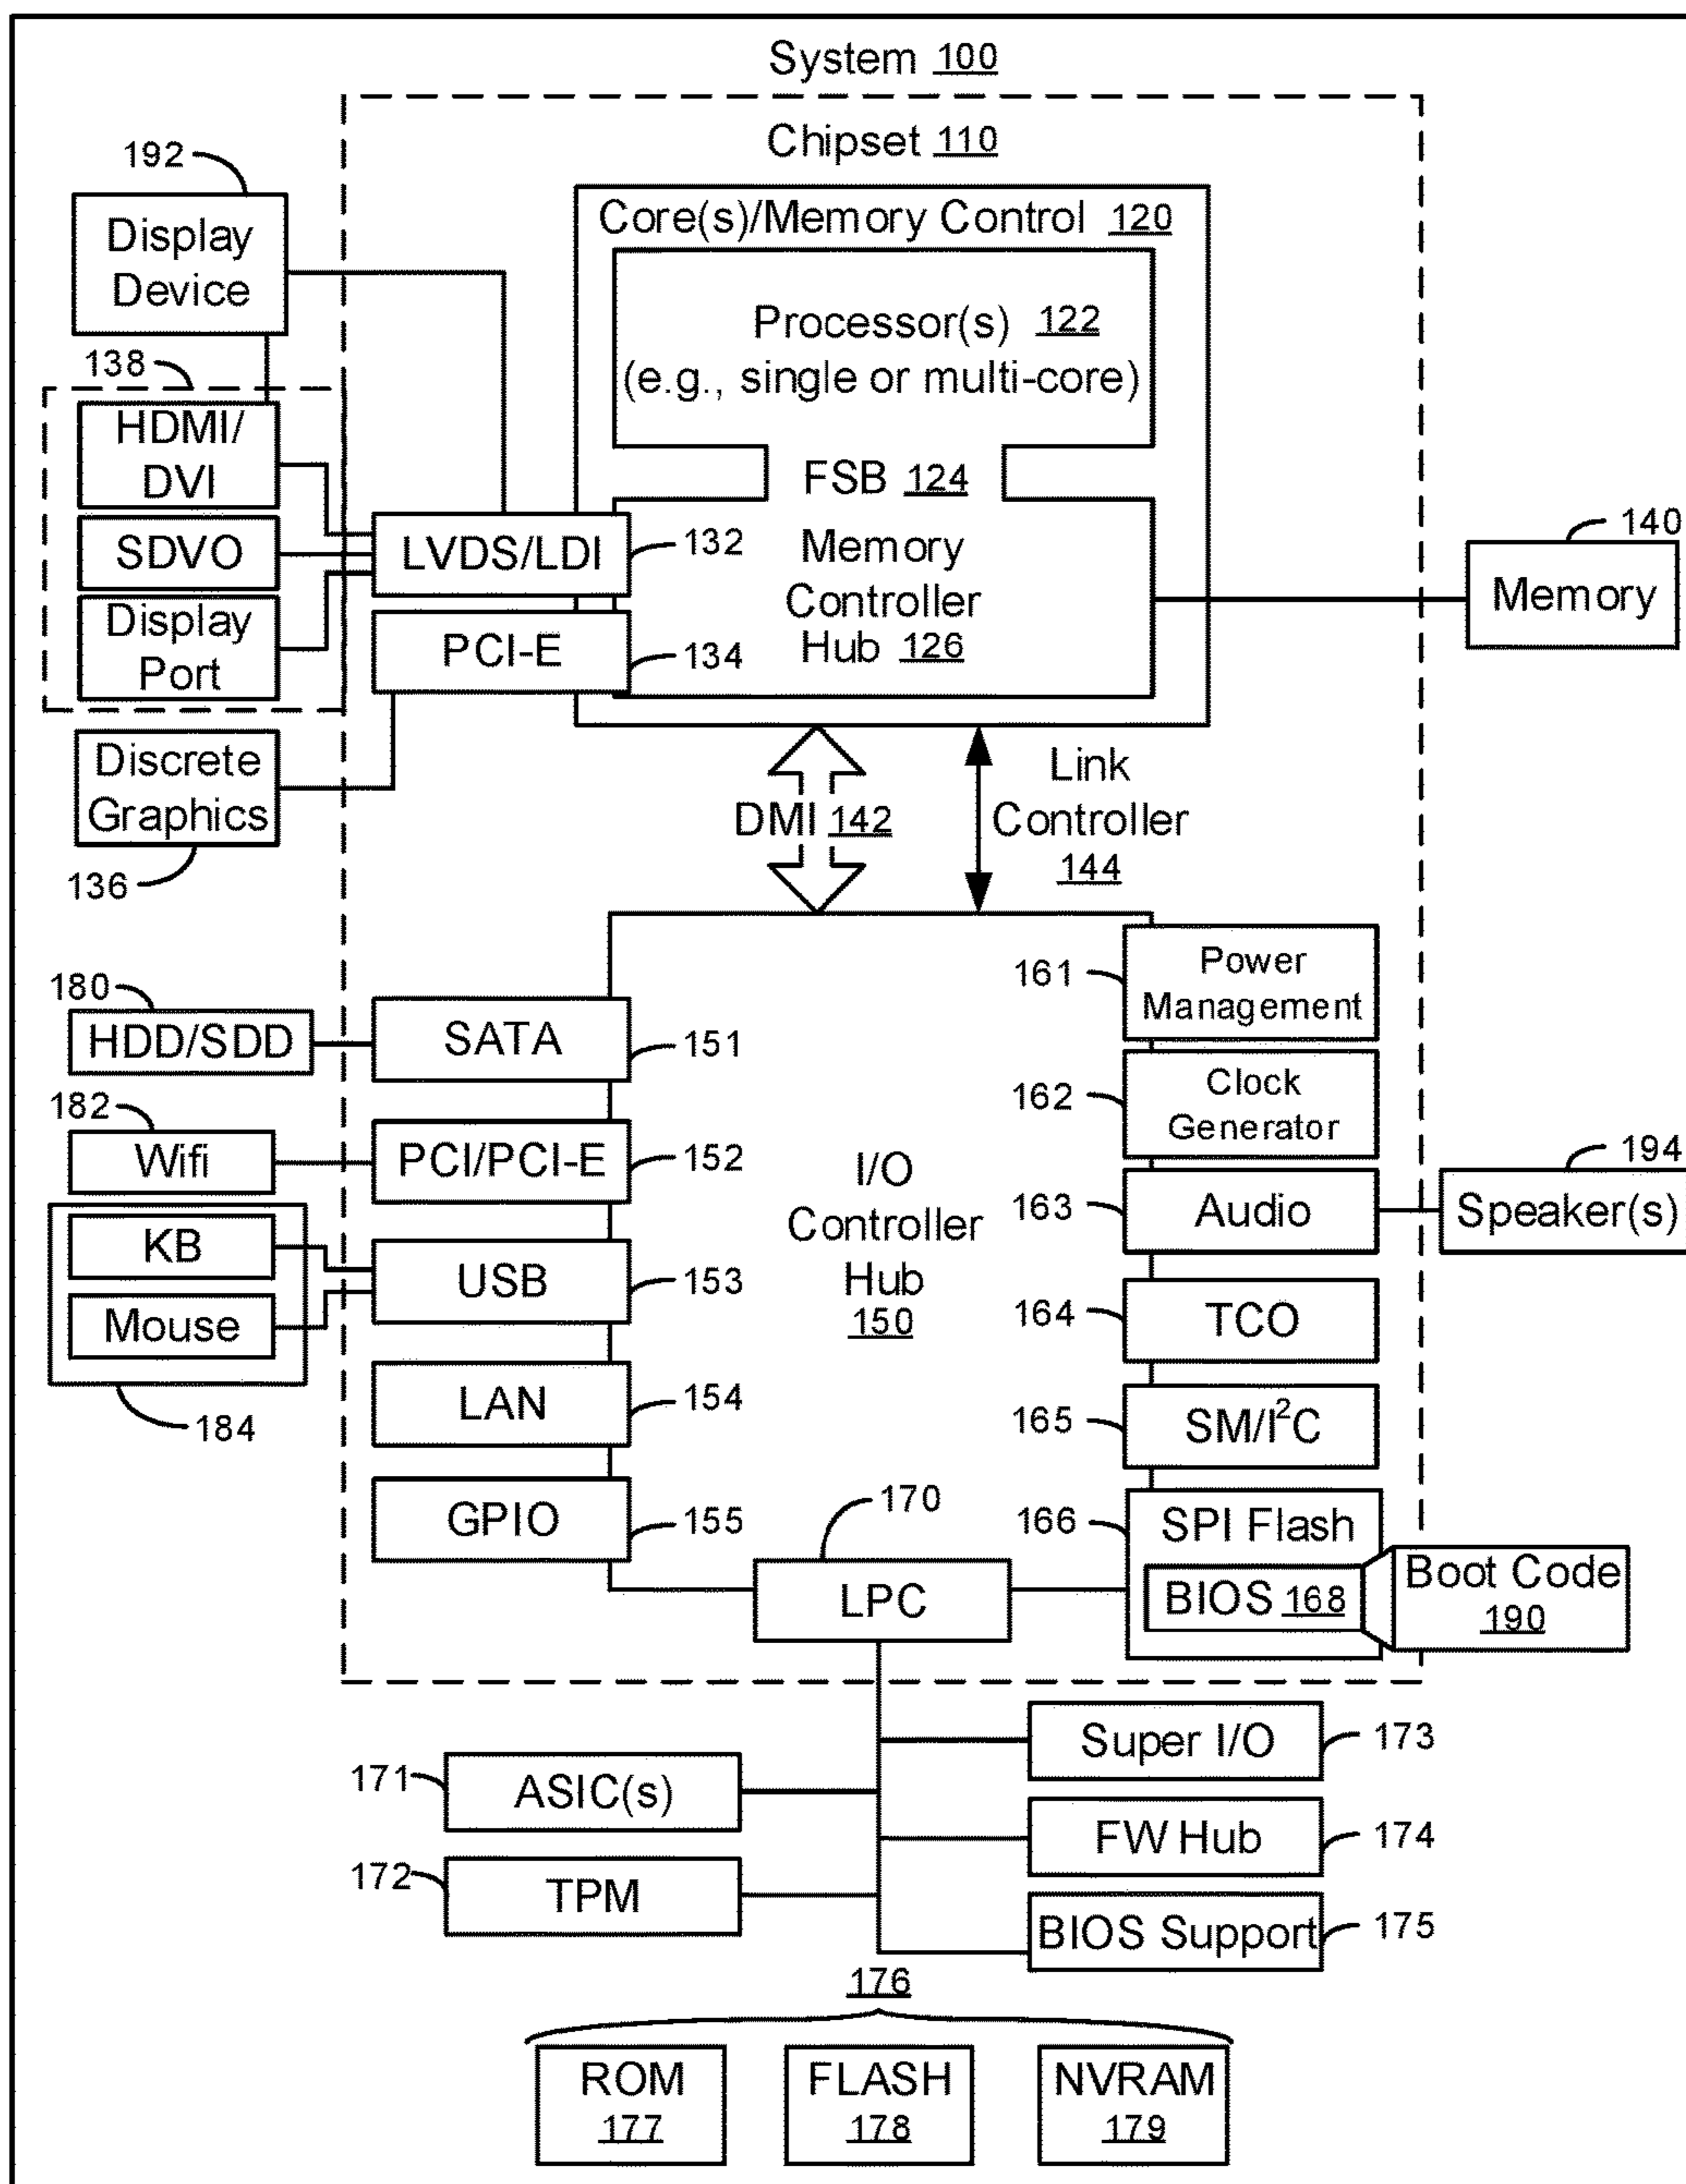 System 100
Chipset 110
192
Display
Device
Core(s)/Memory Control 120
Processor(s) 122
(e.g., single or multi-core)
138
HDMI/
DVI
SDVO
Display
Port
FSB 124
LVDS/LDI
132
PCI-E
134
Memory
Controller
Hub 126
140
Memory
Discrete
Graphics
136
DMI 142
Link
Controller
144
180
HDD/SDD
SATA
151
182
Wifi
PCI/PCI-E
152
KB
Mouse
184
USB
153
LAN
154
GPIO
155
I/O
Controller
Hub
150
161
Power
Management
162
Clock
Generator
163
Audio
194
Speaker(s)
164
TCO
165
SM/I²C
166
SPI Flash
BIOS 168
Boot Code
190
170
LPC
171
ASIC(s)
172
TPM
Super I/O
173
FW Hub
174
BIOS Support
175
176
ROM
177
FLASH
178
NVRAM
179